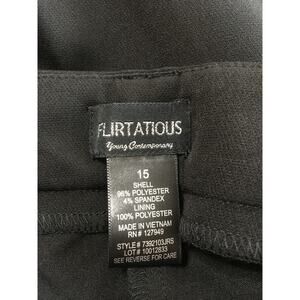 FLIRTATIOUS
Young Contemporary
15
SHELL
96% POLYESTER
4% SPANDEX
LINING
100% POLYESTER
MADE IN VIETNAM
RN# 127949
STYLE# 7392103JRS
LOT# 10012833
SEE REVERSE FOR CARE